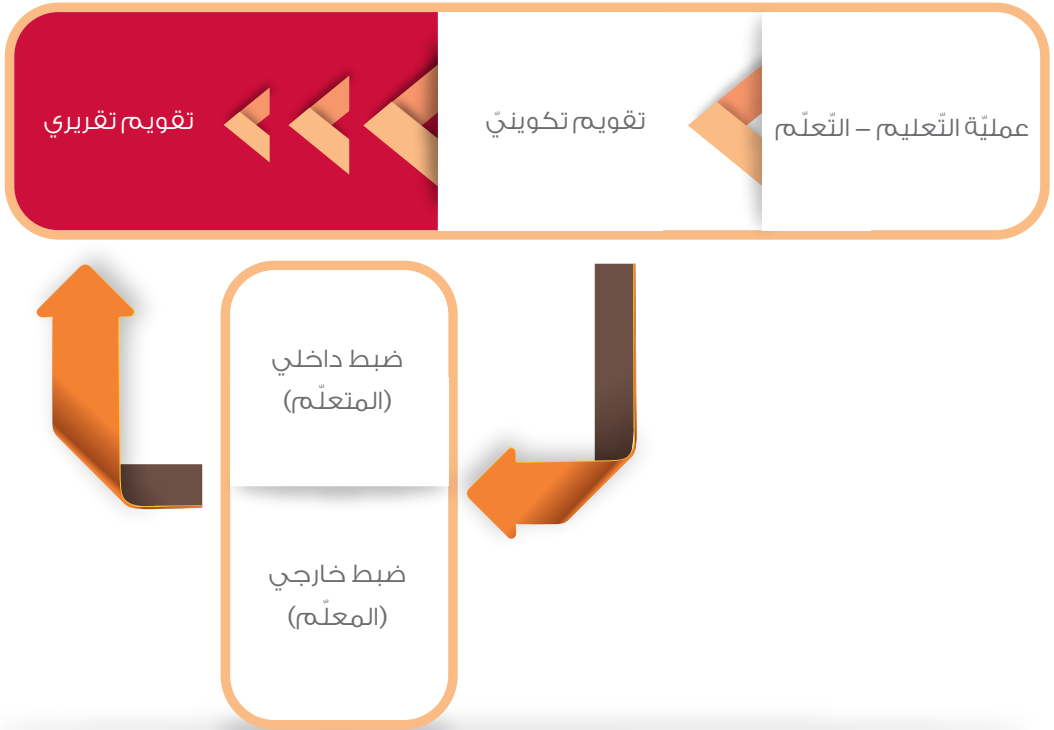 عمليّة التّعليم – التّعلّم
تقويم تكوينيّ
تقويم تقريري
ضبط داخلي
(المتعلّم)
ضبط خارجي
(المعلّم)